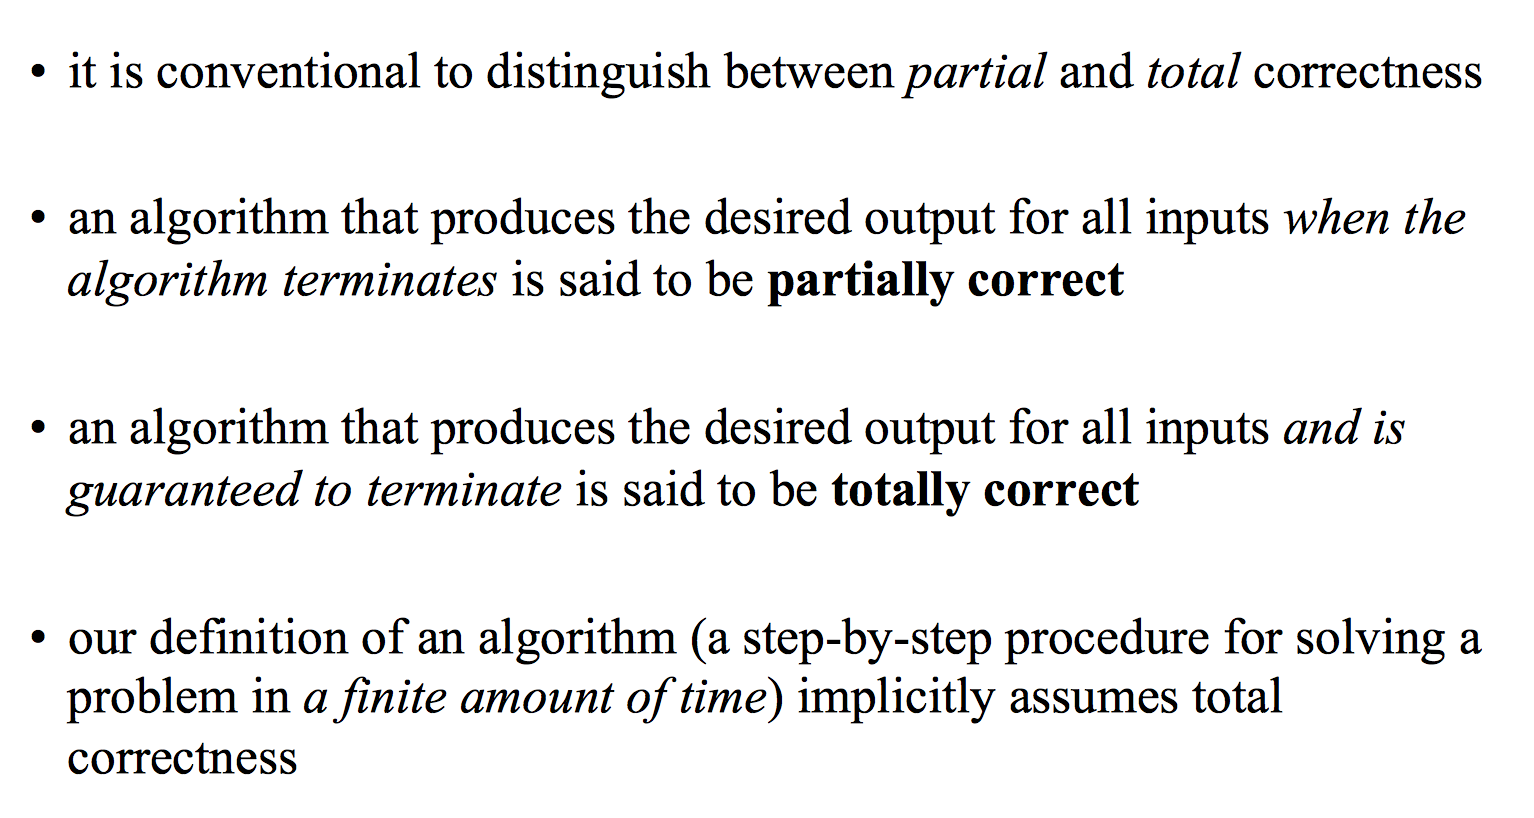 • it is conventional to distinguish between partial and total correctness
• an algorithm that produces the desired output for all inputs when the
algorithm terminates is said to be partially correct
• an algorithm that produces the desired output for all inputs and is
guaranteed to terminate is said to be totally correct
• our definition of an algorithm (a step-by-step procedure for solving a
problem in a finite amount of time) implicitly assumes total
correctness